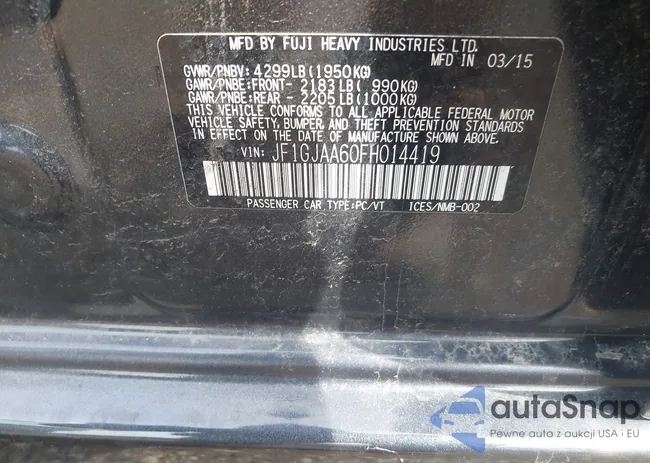 MFD BY FUJI HEAVY INDUSTRIES LTD.
MFD IN 03/15
GVWR/PNBV: 4299LB(1950KG)
GAWR/PNBE:FRONT- 2183LB( 990KG)
GAWR/PNBE:REAR - 2205LB(1000KG)
THIS VEHICLE CONFORMS TO ALL APPLICABLE FEDERAL MOTOR
VEHICLE SAFETY, BUMPER, AND THEFT PREVENTION STANDARDS
IN EFFECT ON THE DATE OF MANUFACTURE SHOWN ABOVE.
VIN: JF1GJAA60FH014419
PASSENGER CAR TYPE:PC/VT ICES/NMB-002
autoSnap
Pewne auto z aukcji USA i EU